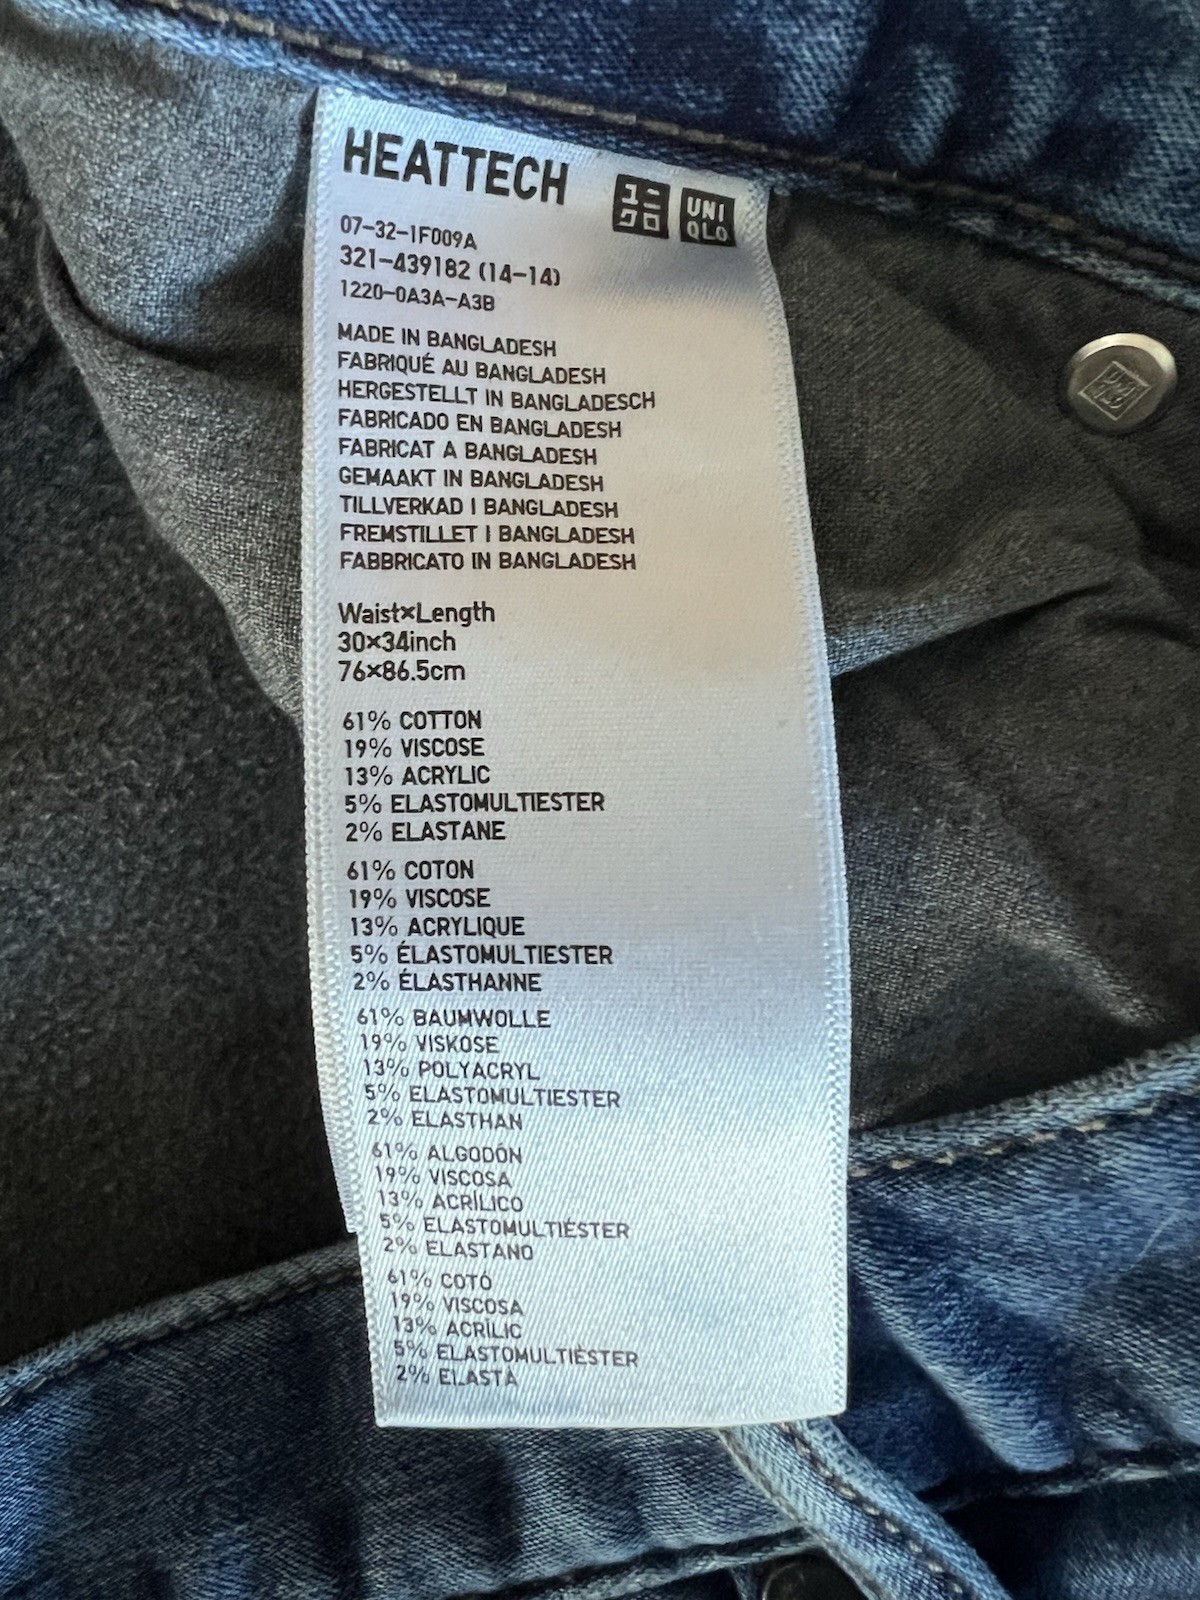 HEATTECH
ユニ
クロ
UNI
QLO
07-32-1F009A
321-439182 (14-14)
1220-0A3A-A3B
MADE IN BANGLADESH
FABRIQUÉ AU BANGLADESH
HERGESTELLT IN BANGLADESCH
FABRICADO EN BANGLADESH
FABRICAT A BANGLADESH
GEMAAKT IN BANGLADESH
TILLVERKAD I BANGLADESH
FREMSTILLET I BANGLADESH
FABBRICATO IN BANGLADESH
Waist×Length
30×34inch
76×86.5cm
61% COTTON
19% VISCOSE
13% ACRYLIC
5% ELASTOMULTIESTER
2% ELASTANE
61% COTON
19% VISCOSE
13% ACRYLIQUE
5% ÉLASTOMULTIESTER
2% ÉLASTHANNE
61% BAUMWOLLE
19% VISKOSE
13% POLYACRYL
5% ELASTOMULTIESTER
2% ELASTHAN
61% ALGODÓN
19% VISCOSA
13% ACRÍLICO
5% ELASTOMULTIÉSTER
2% ELASTANO
61% COTÓ
19% VISCOSA
13% ACRÍLIC
5% ELASTOMULTIÈSTER
2% ELASTÀ